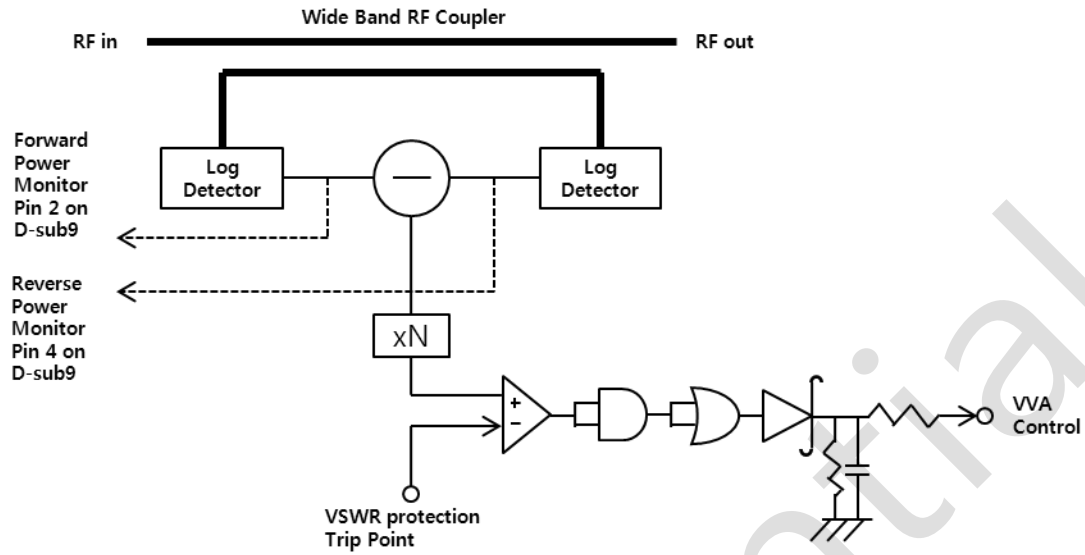 Wide Band RF Coupler
RF in
RF out
Forward
Power
Monitor
Pin 2 on
D-sub9
Log
Detector
Log
Detector
Reverse
Power
Monitor
Pin 4 on
D-sub9
xN
+
−
VVA
Control
VSWR protection
Trip Point
ntial